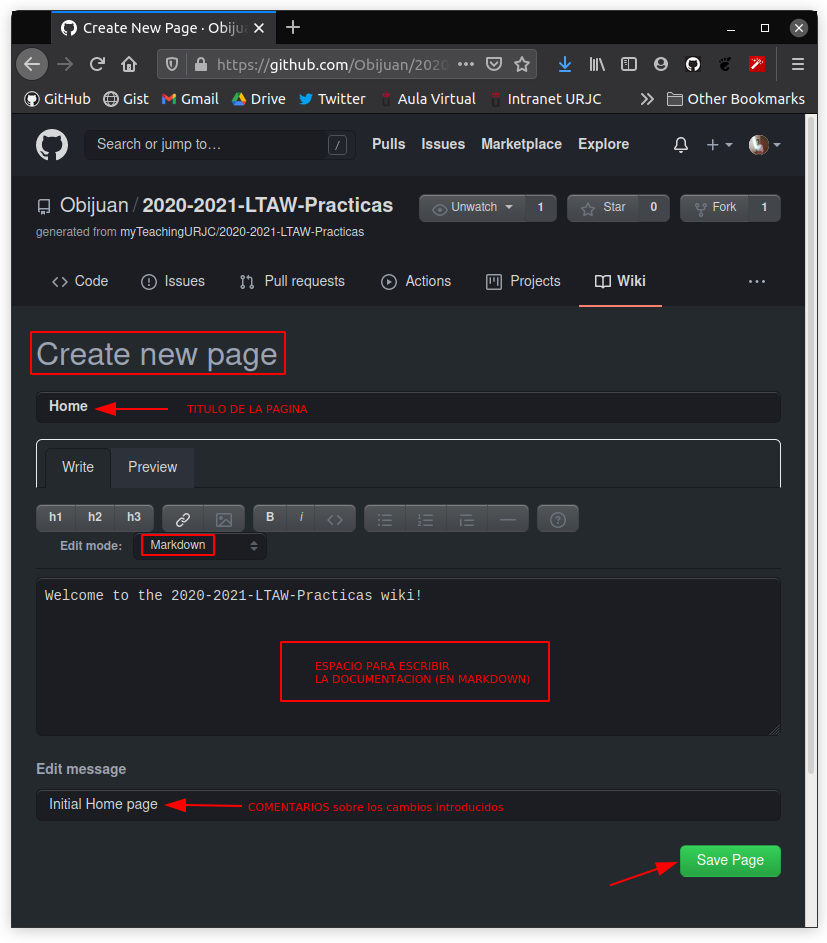 Create New Page · Obiju
https://github.com/Obijuan/2020
GitHub Gist Gmail Drive Twitter Aula Virtual Intranet URJC Other Bookmarks
Search or jump to… / Pulls Issues Marketplace Explore
Obijuan / 2020-2021-LTAW-Practicas Unwatch 1 Star 0 Fork 1
generated from myTeachingURJC/2020-2021-LTAW-Practicas
Code Issues Pull requests Actions Projects Wiki
Create new page
Home TITULO DE LA PAGINA
Write Preview
h1 h2 h3 B i
Edit mode: Markdown
Welcome to the 2020-2021-LTAW-Practicas wiki!
ESPACIO PARA ESCRIBIR
LA DOCUMENTACION (EN MARKDOWN)
Edit message
Initial Home page COMENTARIOS sobre los cambios introducidos
Save Page